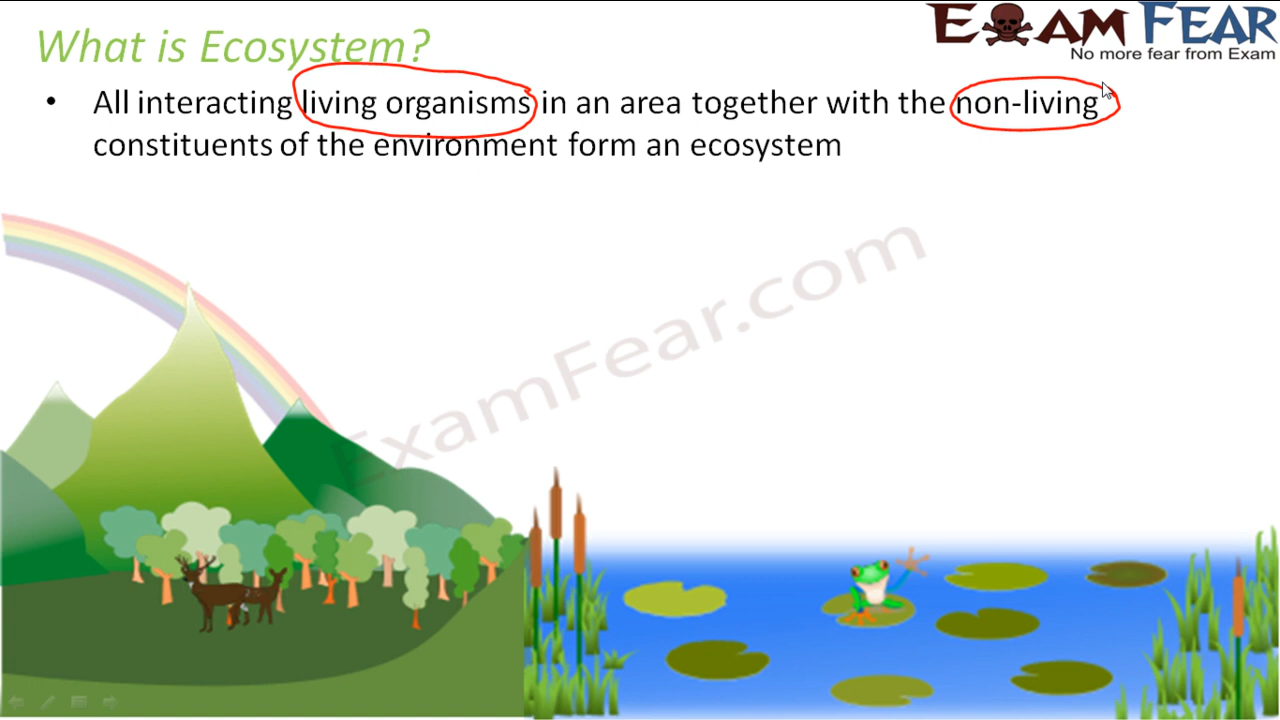 What is Ecosystem?
EXAM FEAR
No more fear from Exam
• All interacting living organisms in an area together with the non-living
constituents of the environment form an ecosystem
ExamFear.com